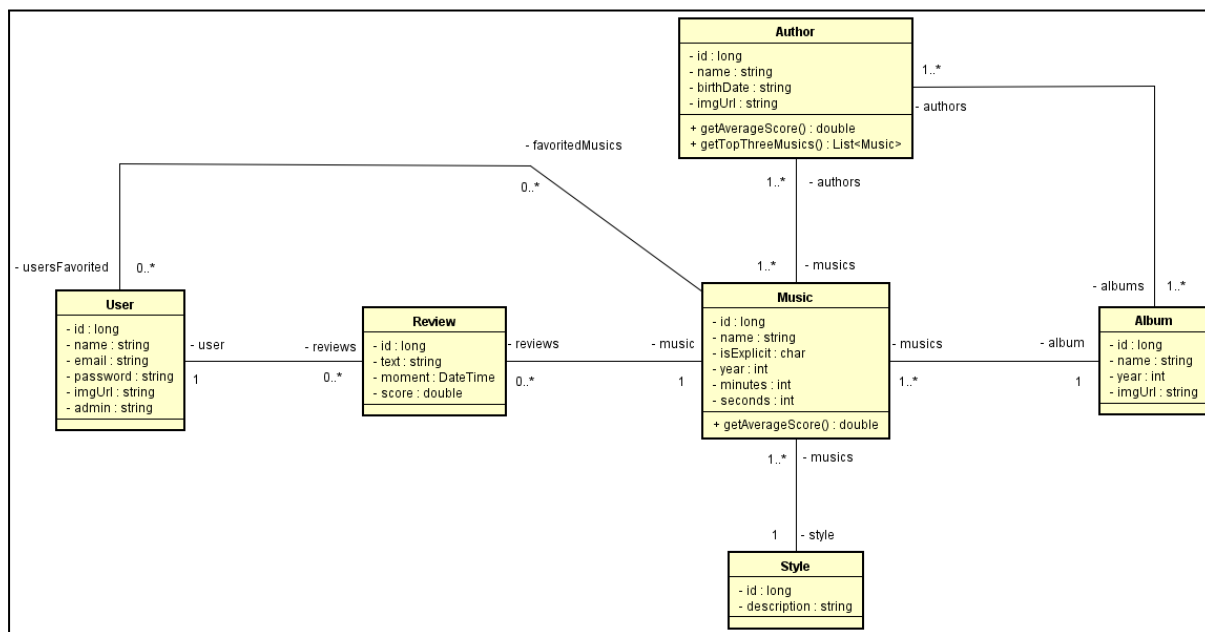 Author
- id : long
- name : string
- birthDate : string
- imgUrl : string
+ getAverageScore() : double
+ getTopThreeMusics() : List<Music>
1..*
- authors
- favoritedMusics
0..*
1..*
- authors
- usersFavorited
0..*
1..*
- musics
- albums
1..*
User
- id : long
- name : string
- email : string
- password : string
- imgUrl : string
- admin : string
- user
1
- reviews
0..*
Review
- id : long
- text : string
- moment : DateTime
- score : double
- reviews
0..*
- music
1
Music
- id : long
- name : string
- isExplicit : char
- year : int
- minutes : int
- seconds : int
+ getAverageScore() : double
- musics
1..*
- album
1
Album
- id : long
- name : string
- year : int
- imgUrl : string
1..*
- musics
1
- style
Style
- id : long
- description : string